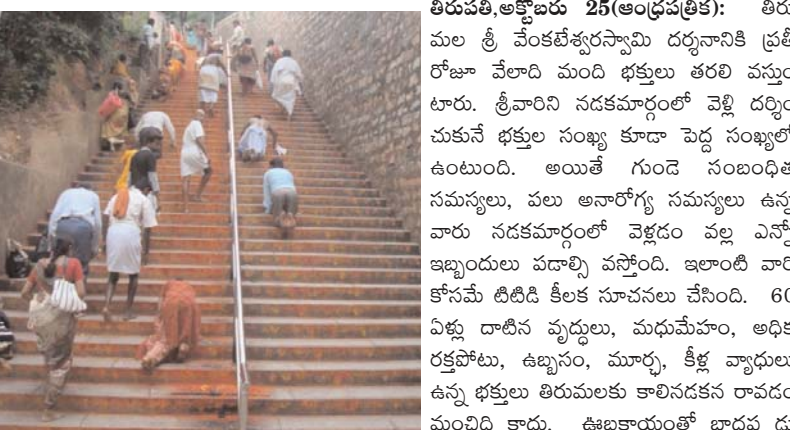 తిరుపతి,అక్టోబరు 25(ఆంధ్రపత్రిక): తిరు
మల శ్రీ వేంకటేశ్వరస్వామి దర్శనానికి ప్రతీ
రోజూ వేలాది మంది భక్తులు తరలి వస్తుం
టారు. శ్రీవారిని నడకమార్గంలో వెళ్లి దర్శిం
చుకునే భక్తుల సంఖ్య కూడా పెద్ద సంఖ్యలో
ఉంటుంది. అయితే గుండె సంబంధిత
సమస్యలు, పలు అనారోగ్య సమస్యలు ఉన్న
వారు నడకమార్గంలో వెళ్లడం వల్ల ఎన్నో
ఇబ్బందులు పడాల్సి వస్తోంది. ఇలాంటి వారి
కోసమే టిటిడి కీలక సూచనలు చేసింది. 60
ఏళ్లు దాటిన వృద్ధులు, మధుమేహం, అధిక
రక్తపోటు, ఉబ్బసం, మూర్ఛ, కీళ్ల వ్యాధులు
ఉన్న భక్తులు తిరుమలకు కాలినడకన రావడం
మంచిది కాదు. ఊబకాయంతో బాధప డు